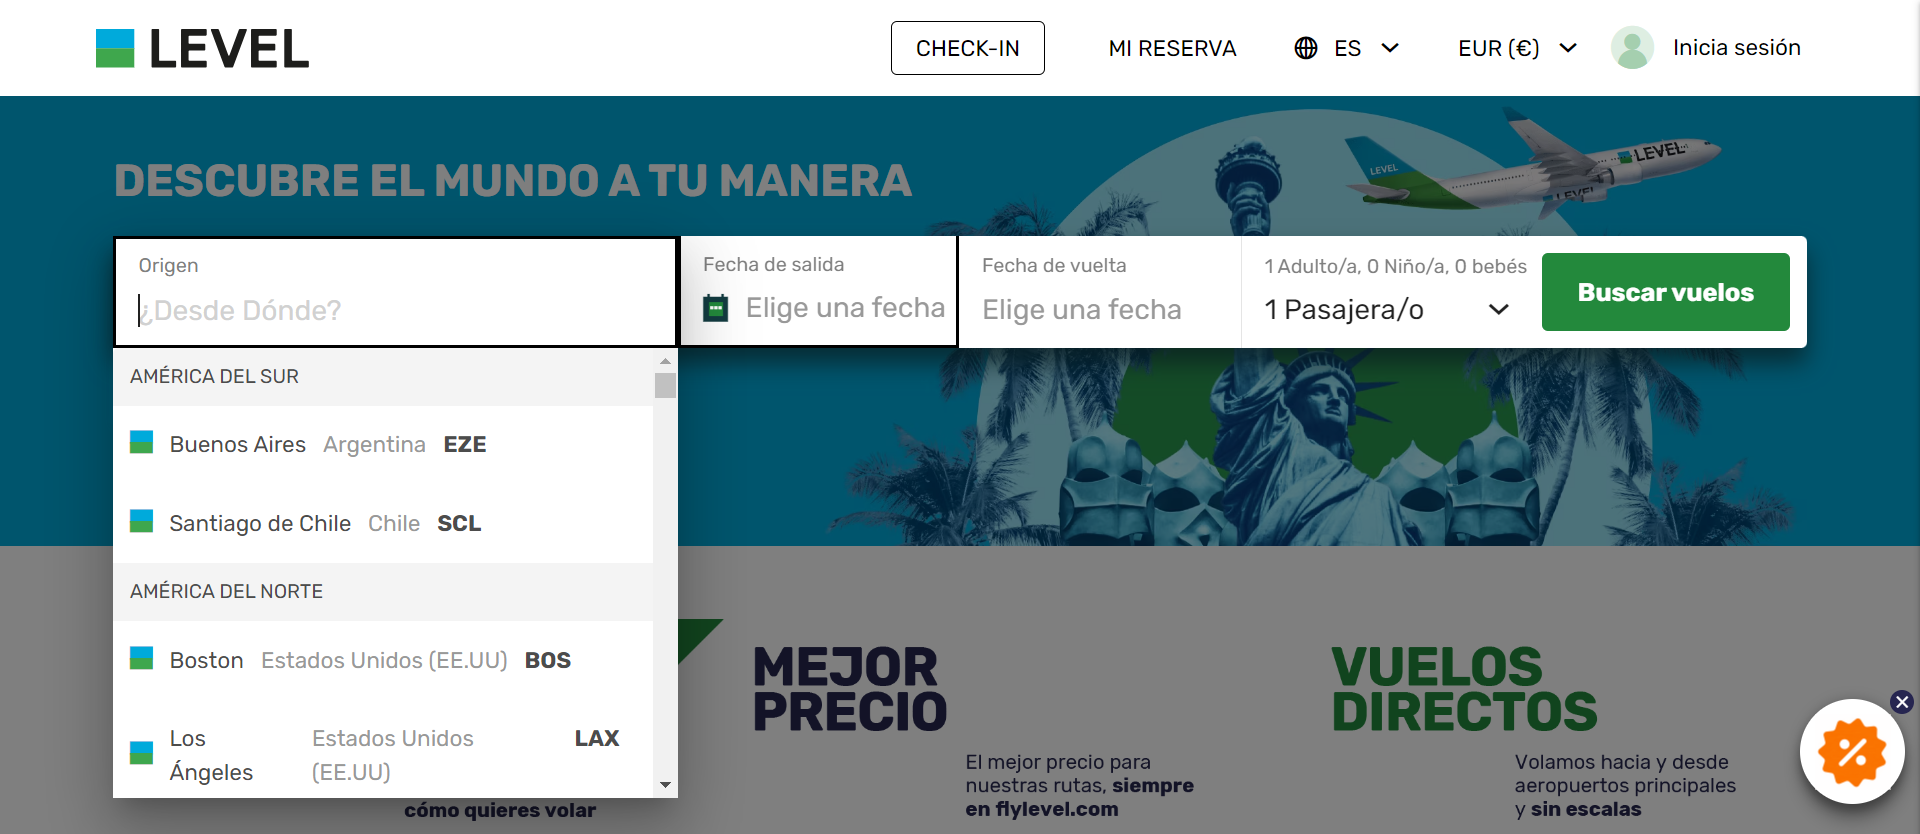 LEVEL
CHECK-IN
MI RESERVA
ES
EUR (€)
Inicia sesión
DESCUBRE EL MUNDO A TU MANERA
LEVEL
LEVEL
LEVEL
Origen
¿Desde Dónde?
Fecha de salida
Elige una fecha
Fecha de vuelta
Elige una fecha
1 Adulto/a, 0 Niño/a, 0 bebés
1 Pasajera/o
Buscar vuelos
AMÉRICA DEL SUR
Buenos Aires Argentina EZE
Santiago de Chile Chile SCL
AMÉRICA DEL NORTE
Boston Estados Unidos (EE.UU) BOS
Los Ángeles Estados Unidos (EE.UU) LAX
cómo quieres volar
MEJOR
PRECIO
El mejor precio para
nuestras rutas, siempre
en flylevel.com
VUELOS
DIRECTOS
Volamos hacia y desde
aeropuertos principales
y sin escalas